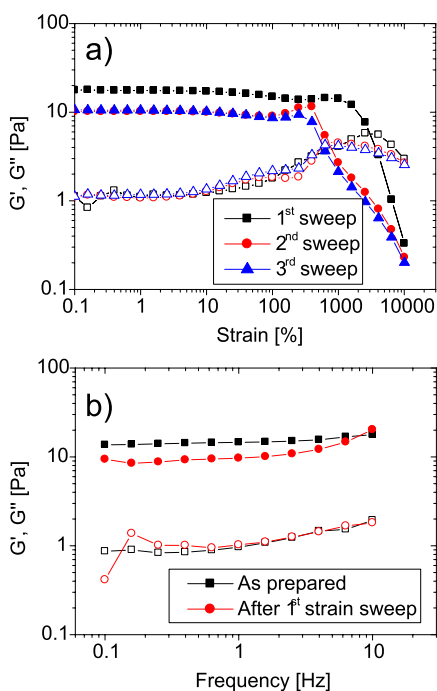 a)
G', G'' [Pa]
100
10
1
0.1
0.1 1 10 100 1000 10000
Strain [%]
1st sweep
2nd sweep
3rd sweep
b)
G', G'' [Pa]
100
10
1
0.1
0.1 1 10
Frequency [Hz]
As prepared
After 1st strain sweep